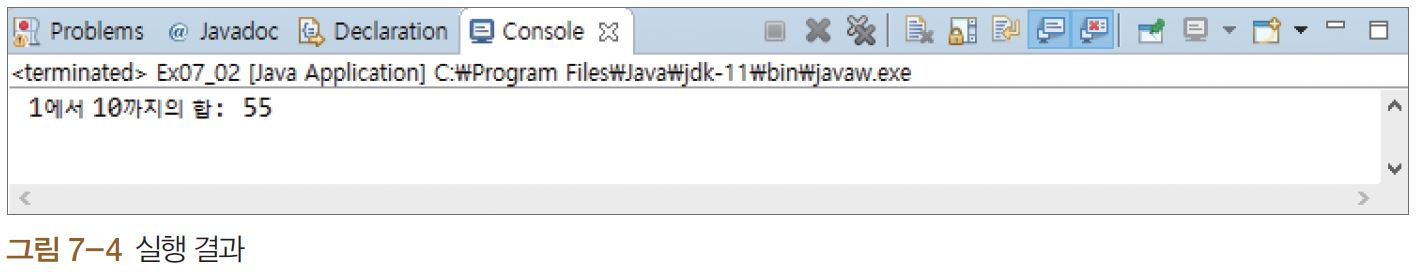 Problems @ Javadoc Declaration Console
<terminated> Ex07_02 [Java Application] C:₩Program Files₩Java₩jdk-11₩bin₩javaw.exe
1에서 10까지의 합: 55
그림 7-4 실행 결과